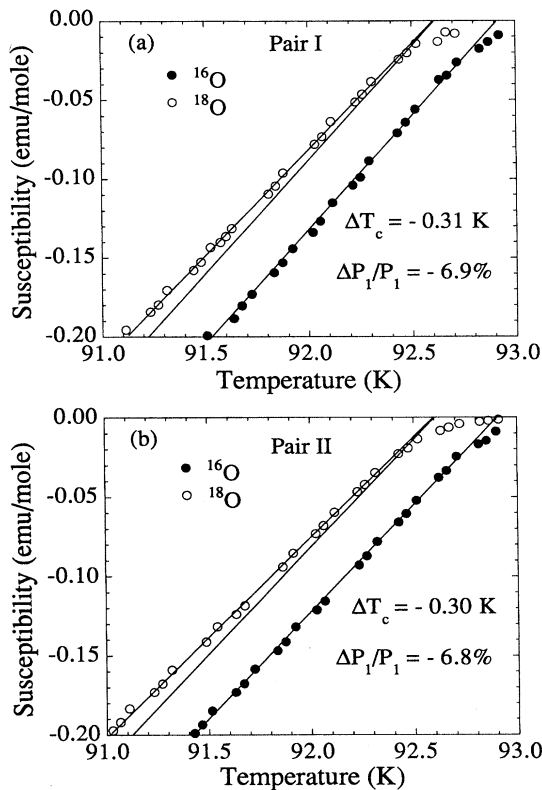 (a)
Pair I
● ¹⁶O
○ ¹⁸O
ΔT_c = - 0.31 K
ΔP₁/P₁ = - 6.9%
Susceptibility (emu/mole)
0.00
-0.05
-0.10
-0.15
-0.20
91.0 91.5 92.0 92.5 93.0
Temperature (K)
(b)
Pair II
● ¹⁶O
○ ¹⁸O
ΔT_c = - 0.30 K
ΔP₁/P₁ = - 6.8%
Susceptibility (emu/mole)
0.00
-0.05
-0.10
-0.15
-0.20
91.0 91.5 92.0 92.5 93.0
Temperature (K)